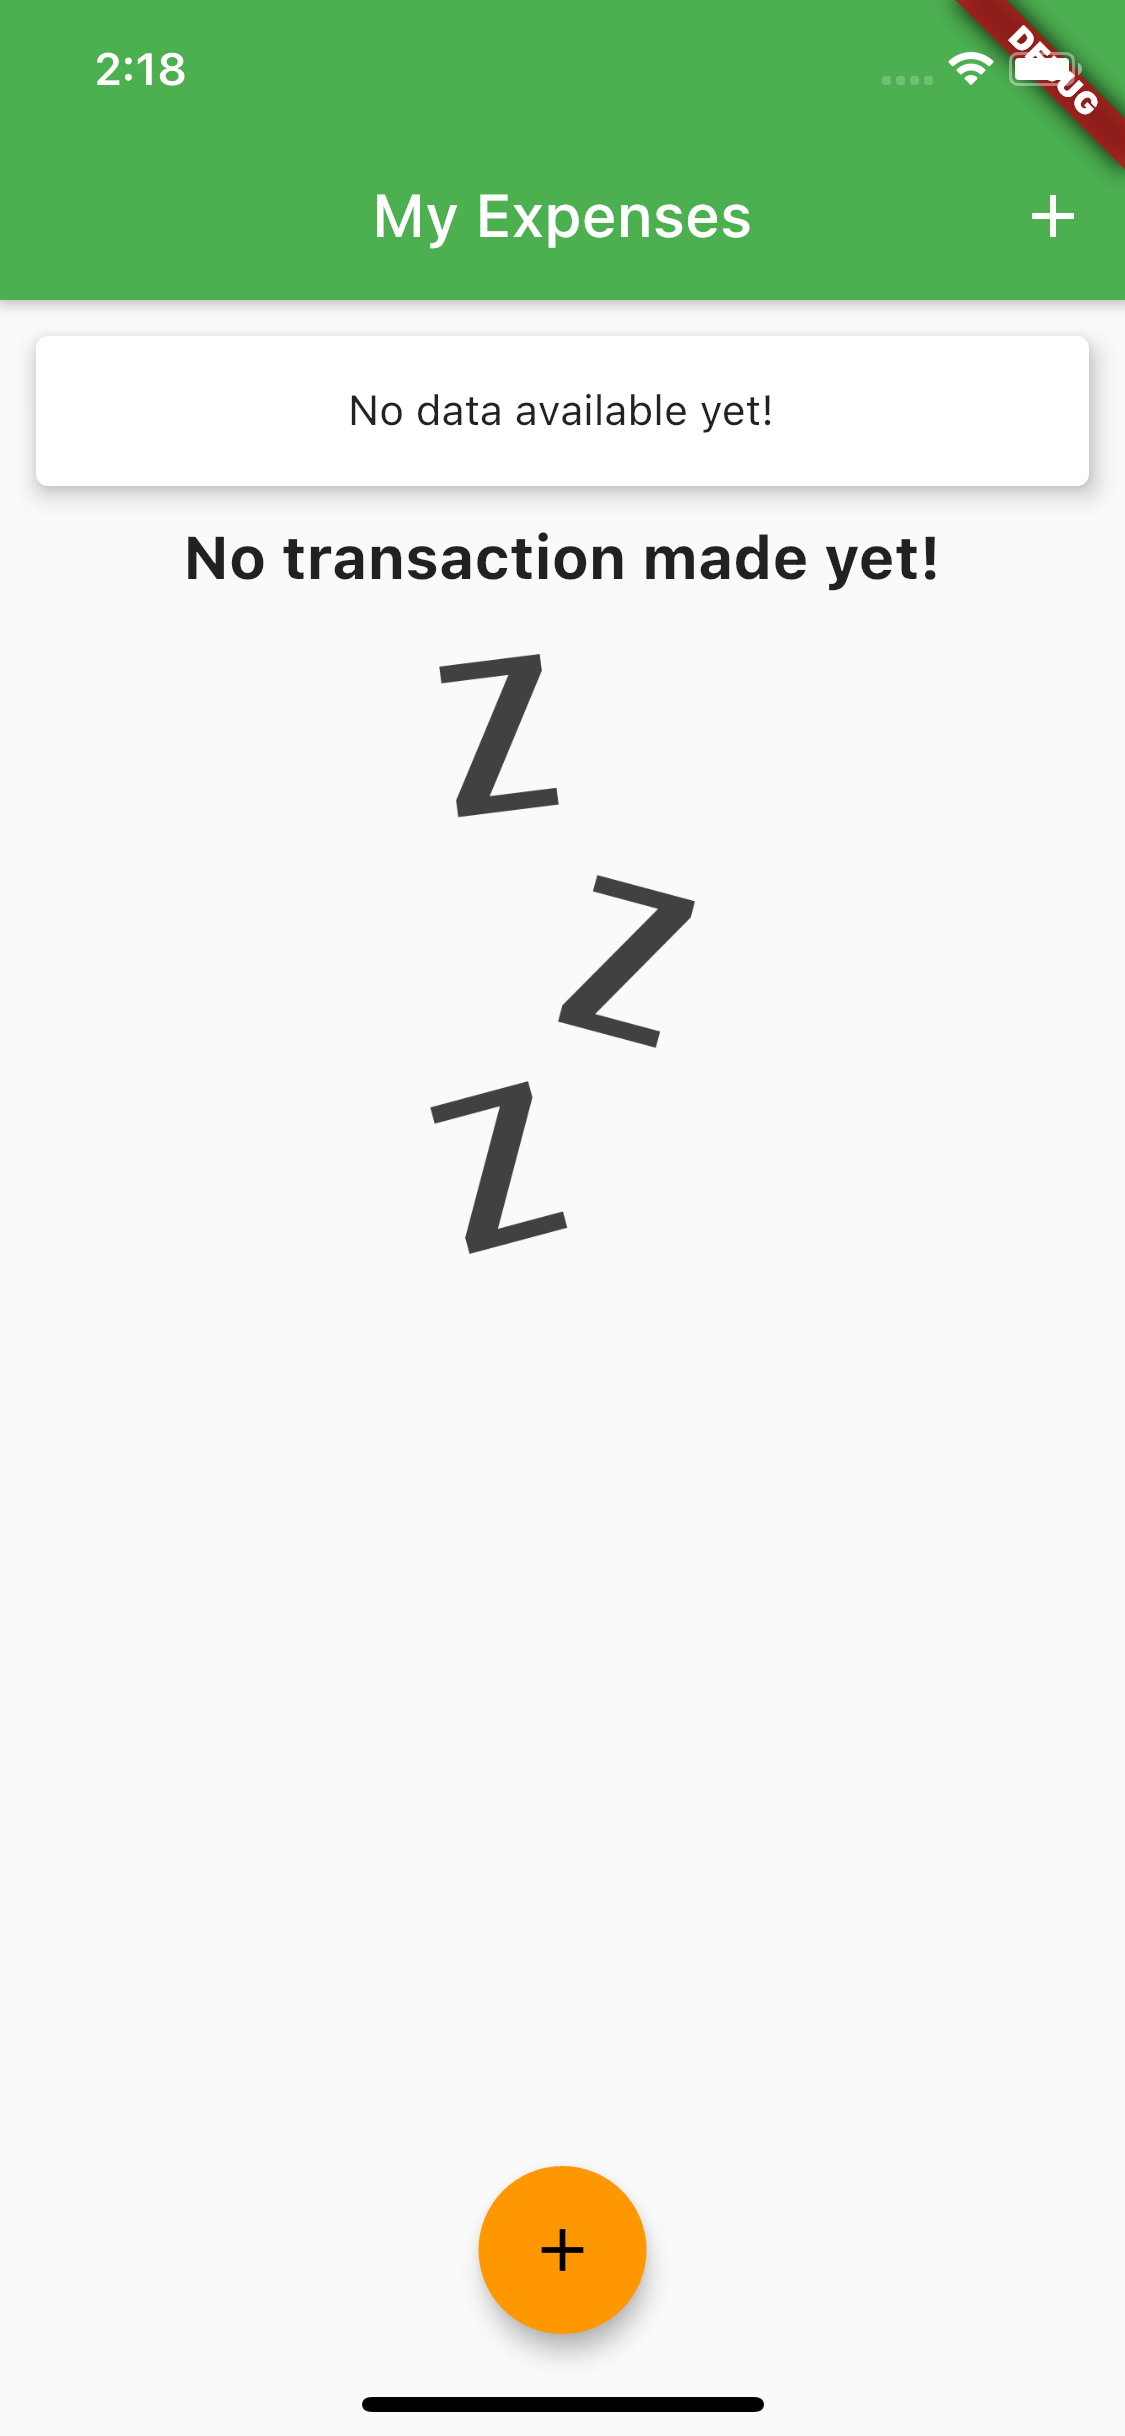 2:18
DEBUG
My Expenses
No data available yet!
No transaction made yet!
Z
Z
Z